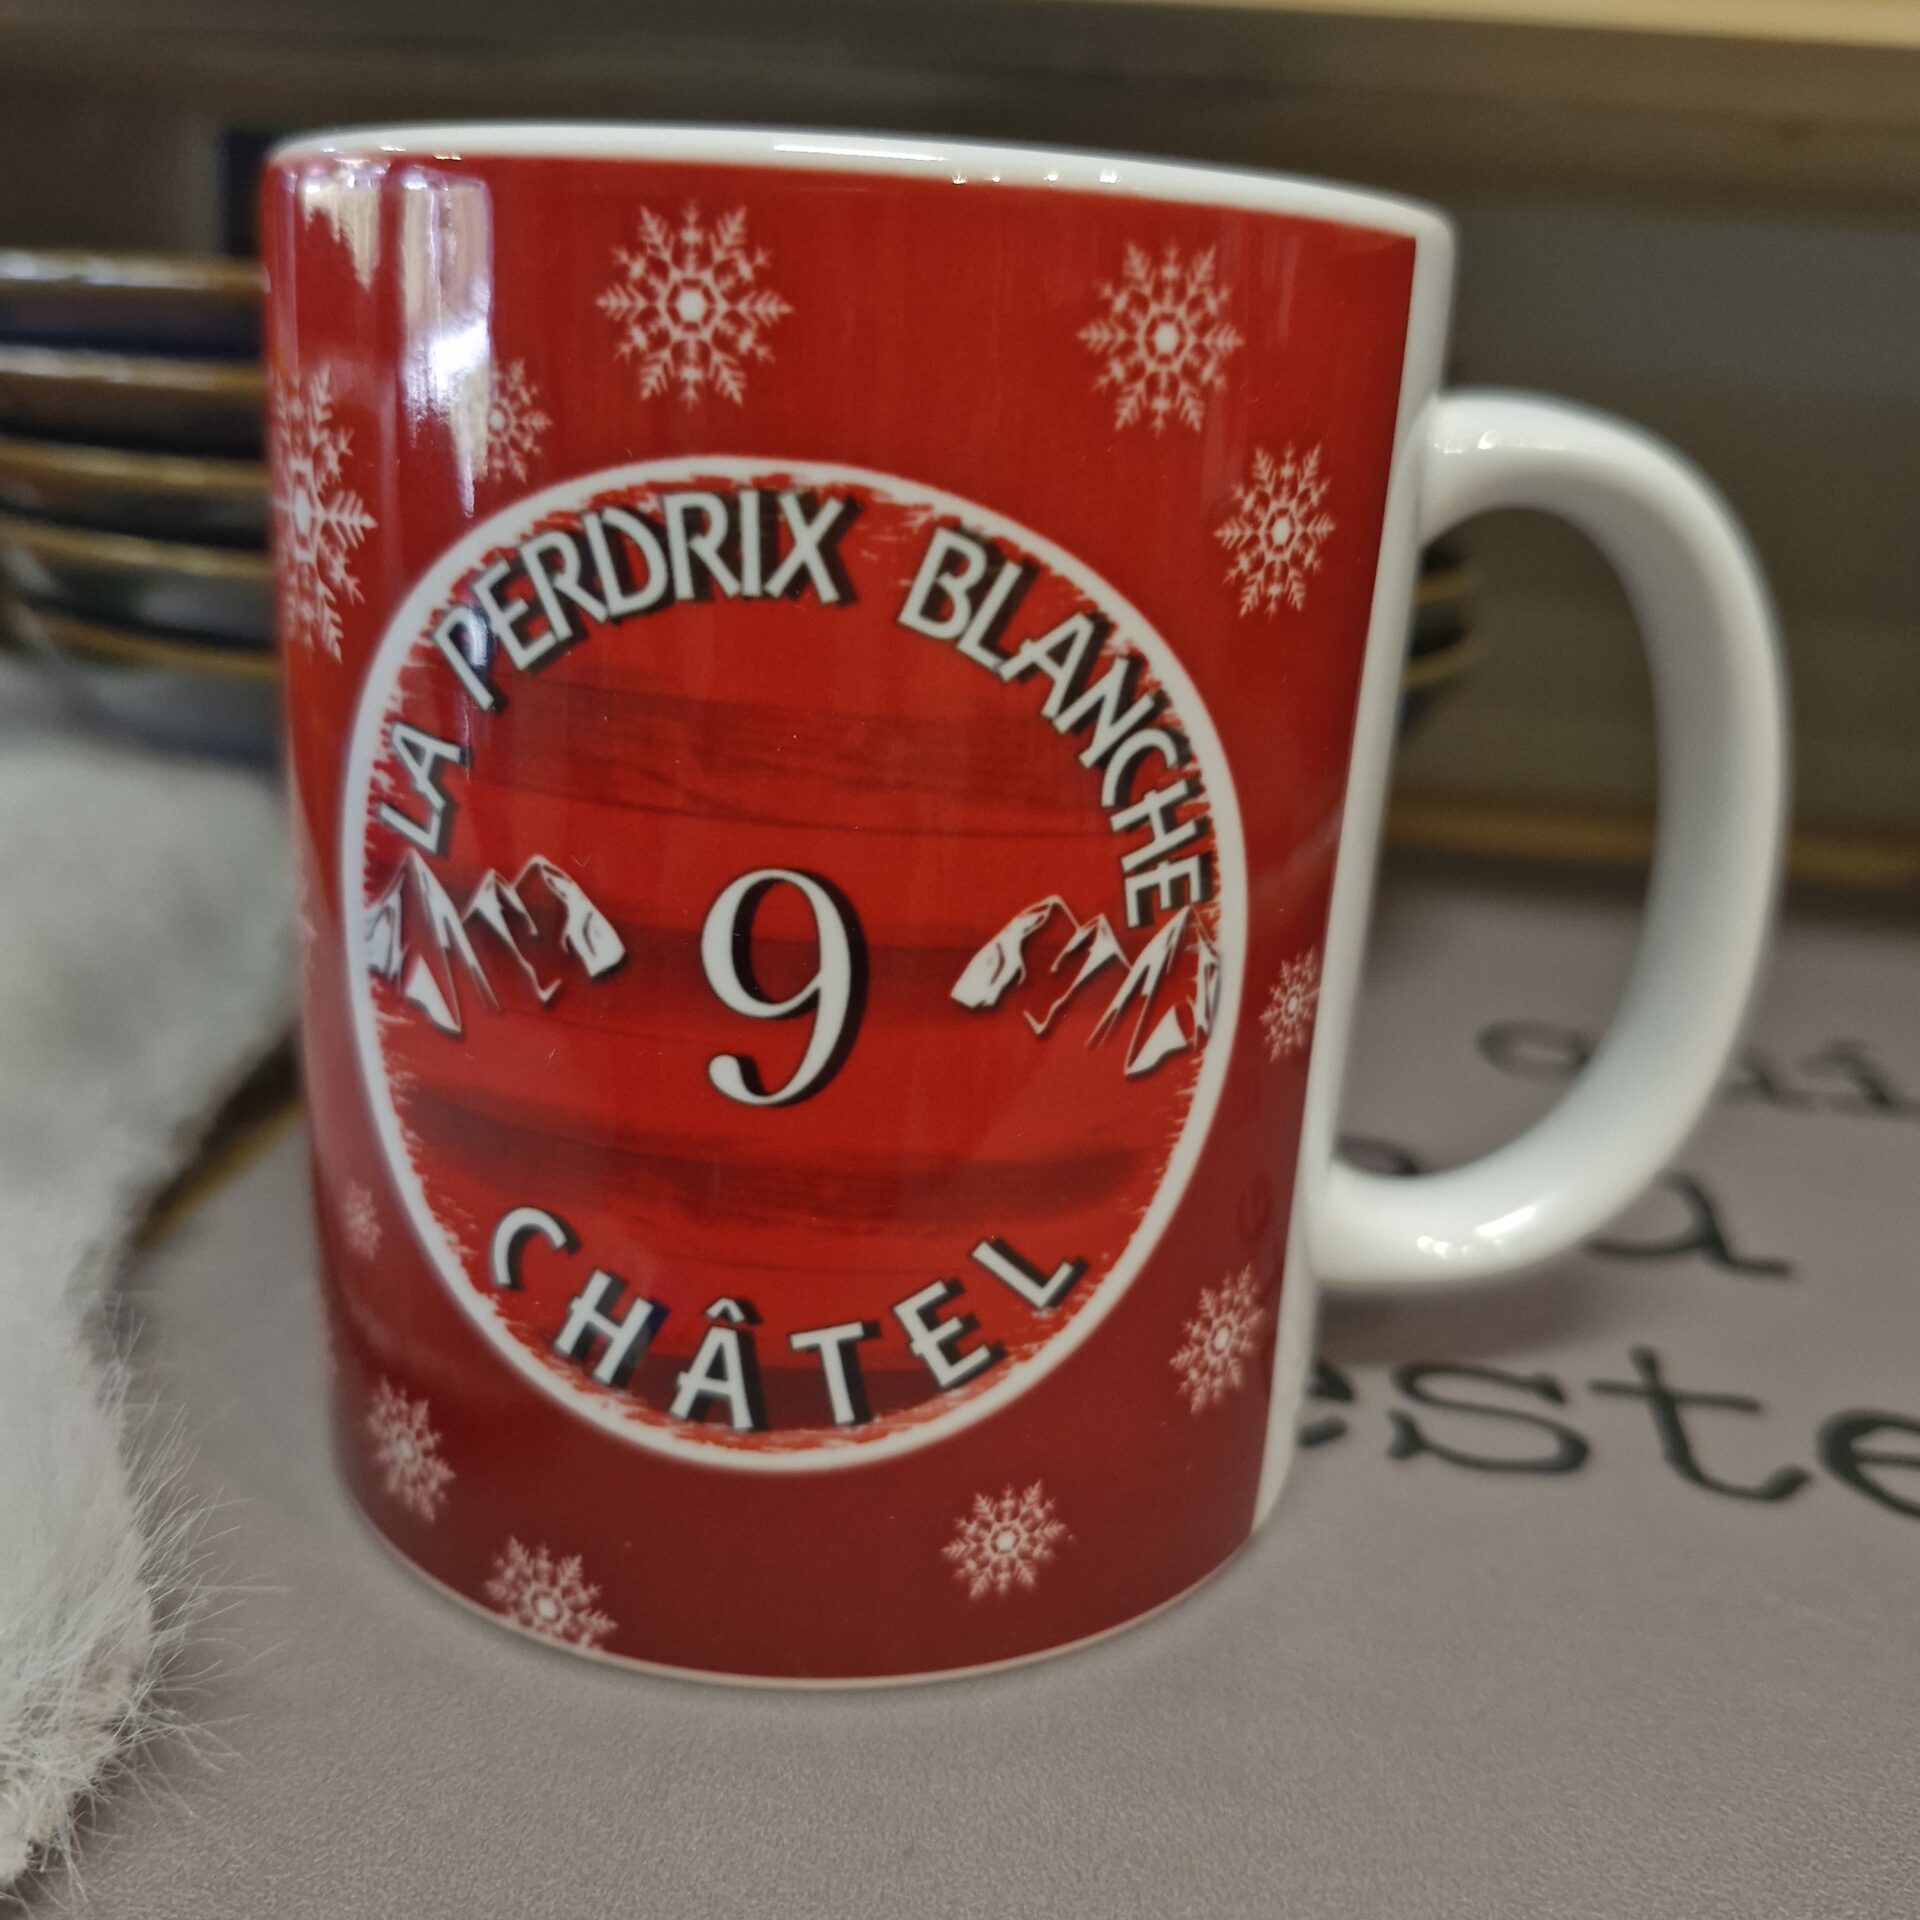 LA PERDRIX BLANCHE
9
CHÂTEL